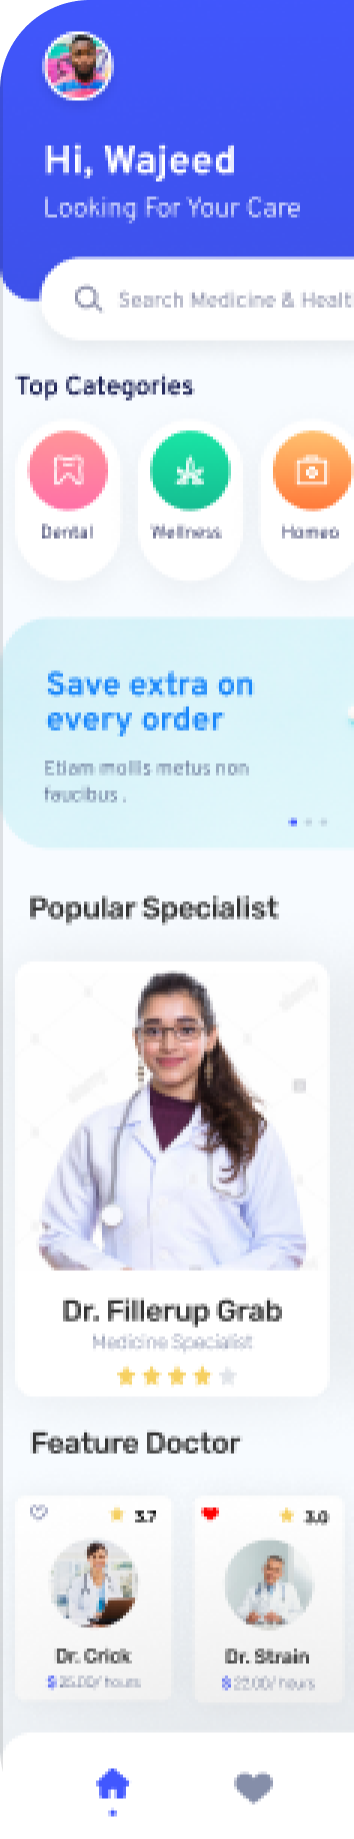 Hi, Wajeed
Looking For Your Care
Search Medicine & Healt
Top Categories
Dental
Wellness
Homeo
Save extra on
every order
Etiam mollis metus non
faucibus .
Popular Specialist
Dr. Fillerup Grab
Medicine Specialist
Feature Doctor
3.7
3.0
Dr. Crick
$ 25.00/ hours
Dr. Strain
$ 22.00/ hours